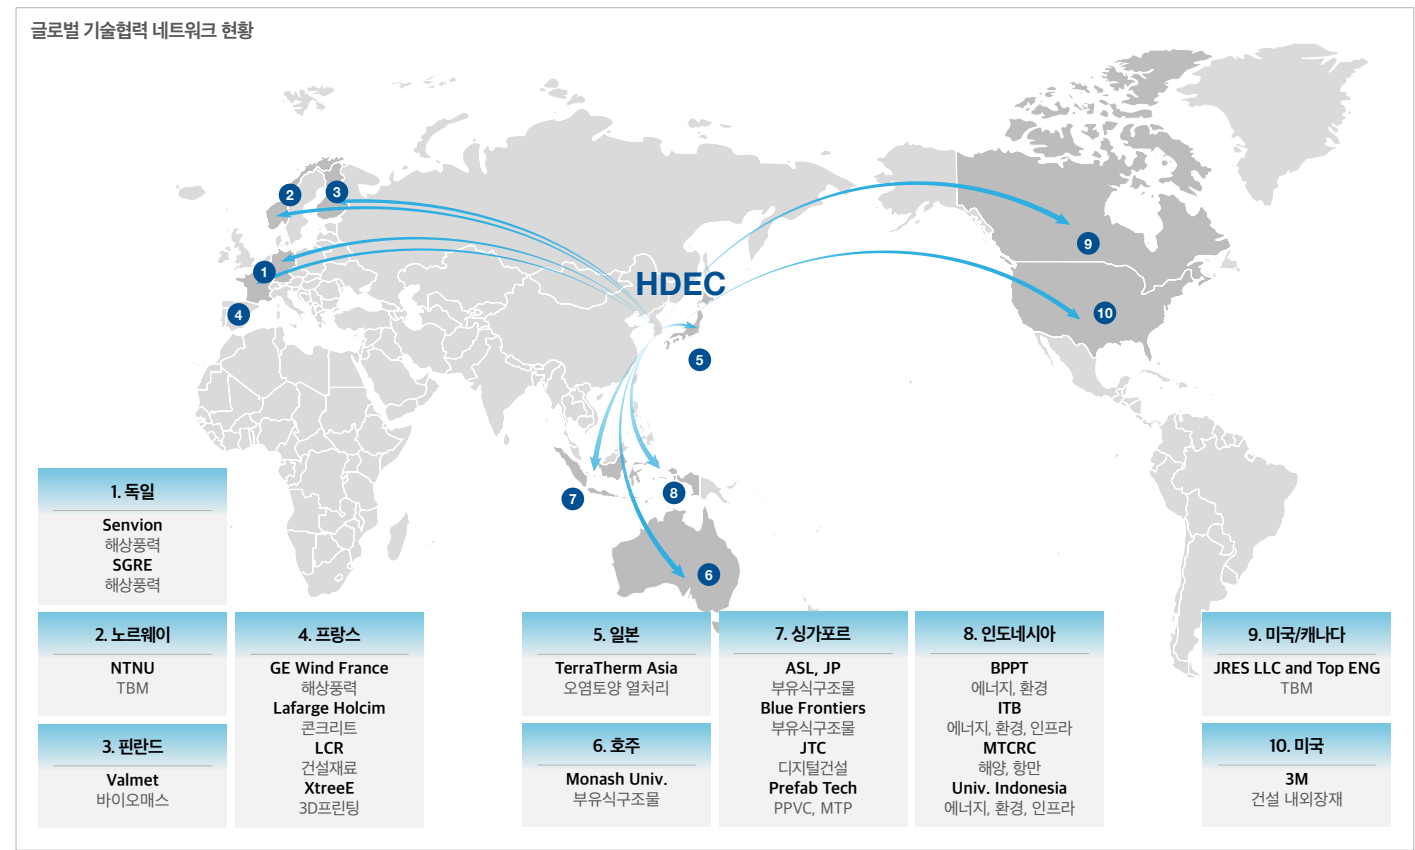 글로벌 기술협력 네트워크 현황
HDEC
1
2
3
4
5
6
7
8
9
10
1. 독일
Senvion
해상풍력
SGRE
해상풍력
2. 노르웨이
NTNU
TBM
3. 핀란드
Valmet
바이오매스
4. 프랑스
GE Wind France
해상풍력
Lafarge Holcim
콘크리트
LCR
건설재료
XtreeE
3D프린팅
5. 일본
TerraTherm Asia
오염토양 열처리
6. 호주
Monash Univ.
부유식구조물
7. 싱가포르
ASL, JP
부유식구조물
Blue Frontiers
부유식구조물
JTC
디지털건설
Prefab Tech
PPVC, MTP
8. 인도네시아
BPPT
에너지, 환경
ITB
에너지, 환경, 인프라
MTCRC
해양, 항만
Univ. Indonesia
에너지, 환경, 인프라
9. 미국/캐나다
JRES LLC and Top ENG
TBM
10. 미국
3M
건설 내외장재